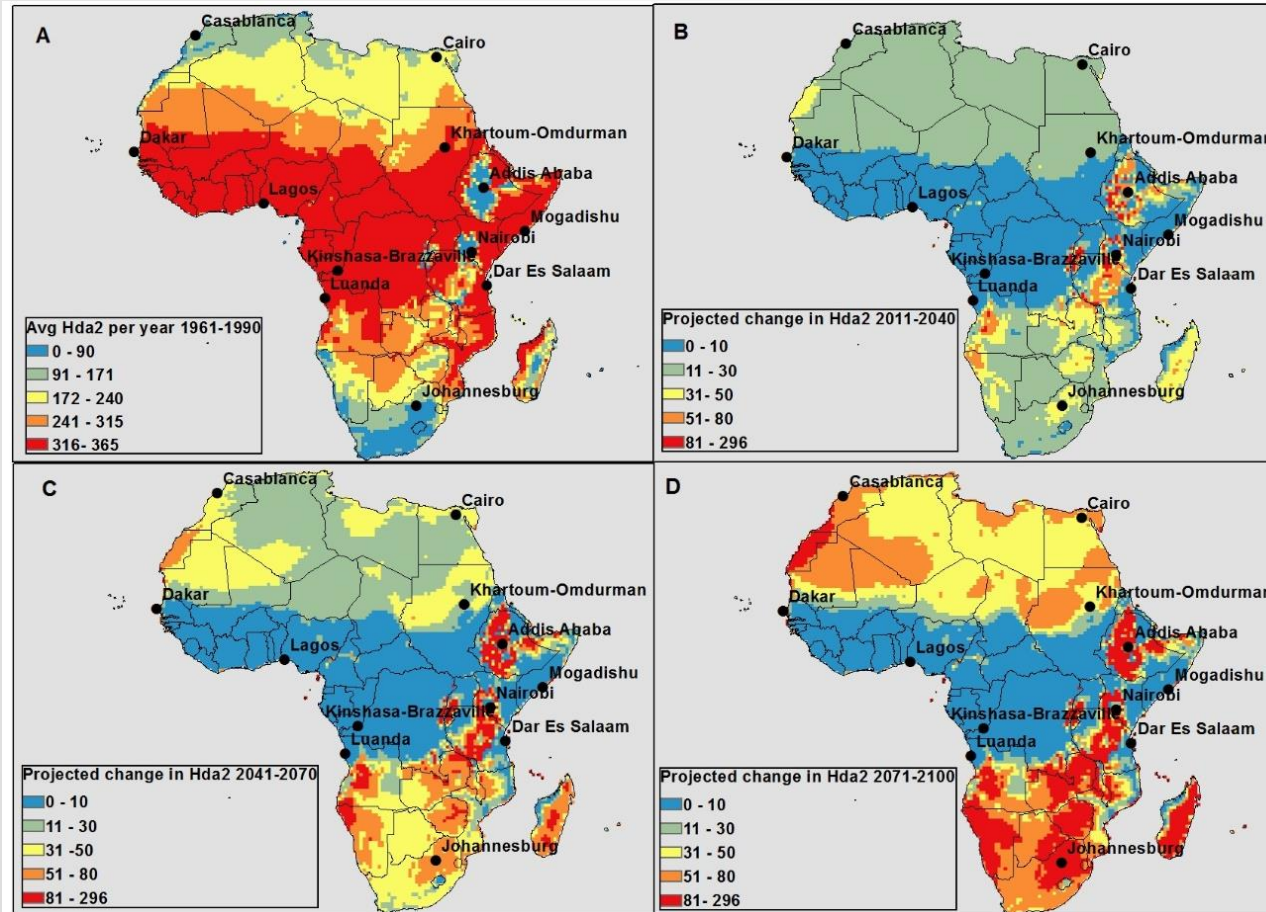 A
Casablanca
Cairo
Dakar
Khartoum-Omdurman
Addis Ababa
Lagos
Mogadishu
Nairobi
Kinshasa-Brazzaville
Dar Es Salaam
Luanda
Avg Hda2 per year 1961-1990
0 - 90
91 - 171
172 - 240
241 - 315
316- 365
Johannesburg
B
Casablanca
Cairo
Dakar
Khartoum-Omdurman
Addis Ababa
Lagos
Mogadishu
Nairobi
Kinshasa-Brazzaville
Dar Es Salaam
Luanda
Projected change in Hda2 2011-2040
0 - 10
11 - 30
31 - 50
51- 80
81 - 296
Johannesburg
C
Casablanca
Cairo
Dakar
Khartoum-Omdurman
Addis Ababa
Lagos
Mogadishu
Nairobi
Kinshasa-Brazzaville
Dar Es Salaam
Luanda
Projected change in Hda2 2041-2070
0 - 10
11 - 30
31 - 50
51 - 80
81 - 296
Johannesburg
D
Casablanca
Cairo
Dakar
Khartoum-Omdurman
Addis Ababa
Lagos
Mogadishu
Nairobi
Kinshasa-Brazzaville
Dar Es Salaam
Luanda
Projected change in Hda2 2071-2100
0 - 10
11 - 30
31 - 50
51 - 80
81 - 296
Johannesburg